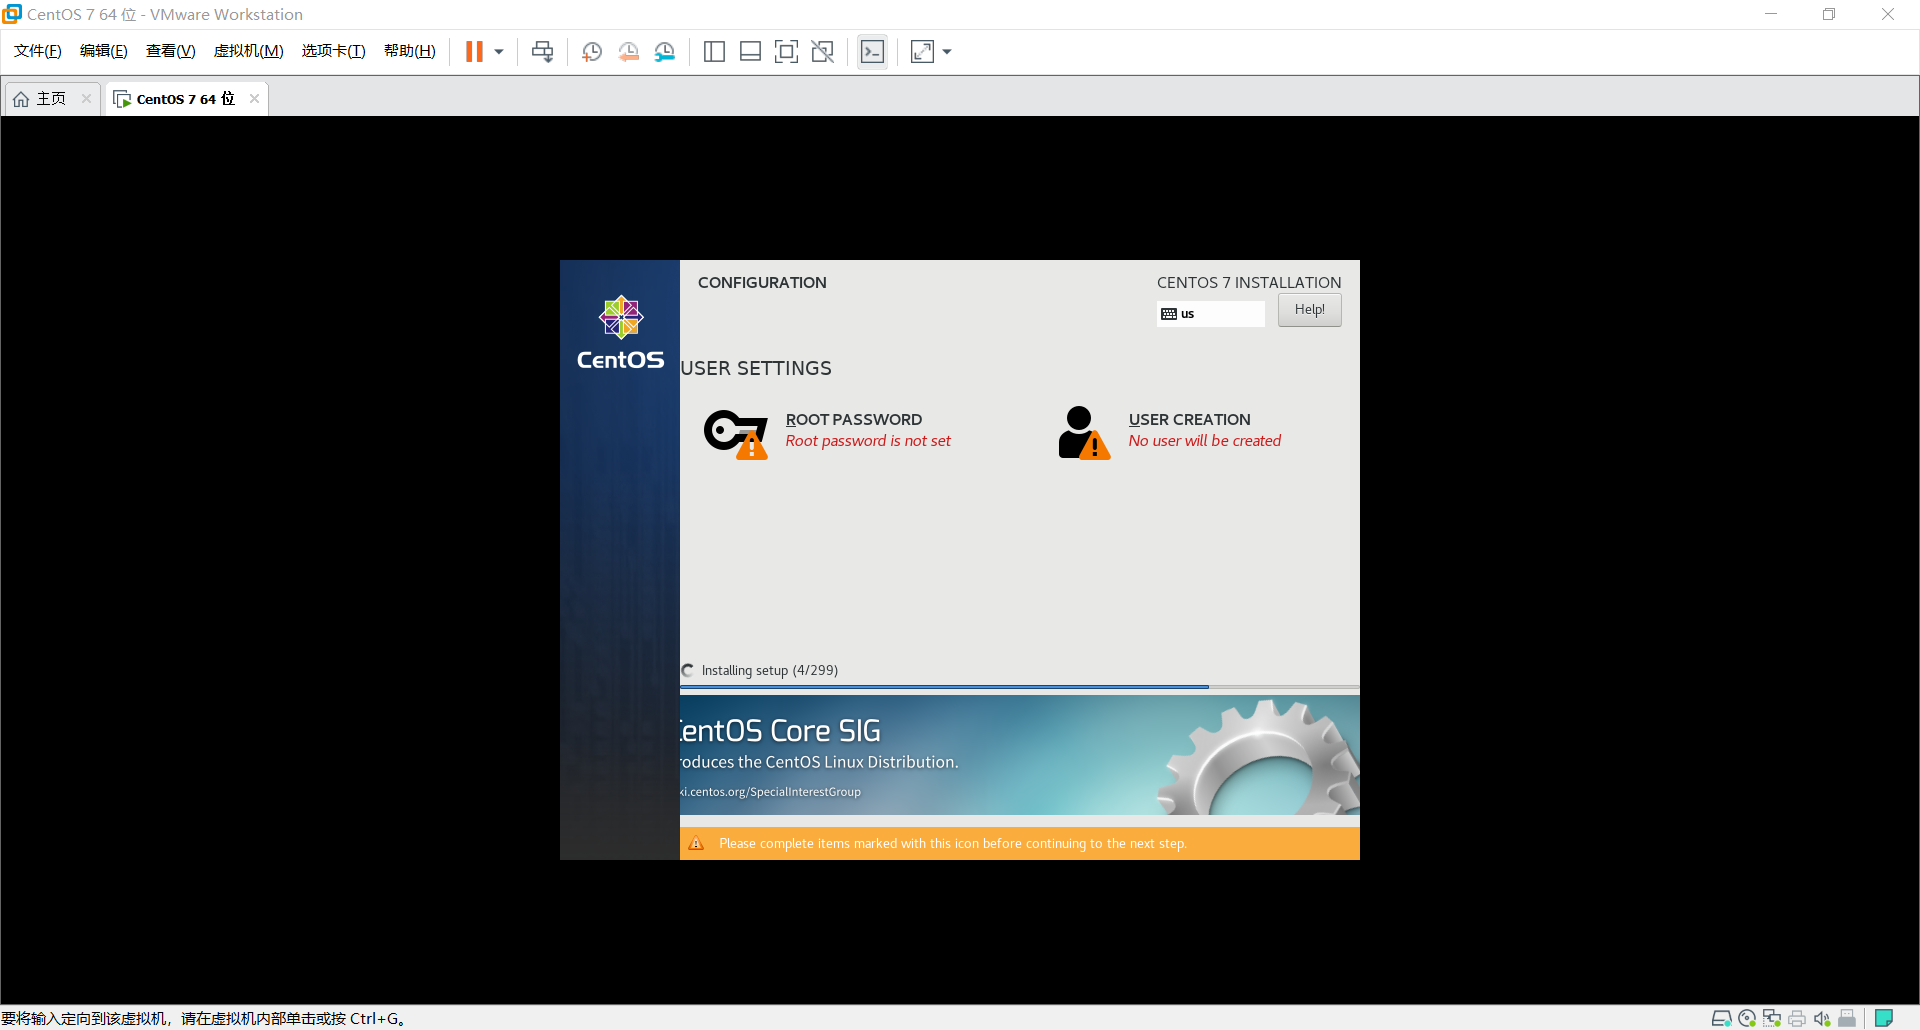 CentOS 7 64 位 - VMware Workstation
文件(F) 编辑(E) 查看(V) 虚拟机(M) 选项卡(T) 帮助(H)
主页 CentOS 7 64 位
CentOS
CONFIGURATION
CENTOS 7 INSTALLATION
us
Help!
USER SETTINGS
ROOT PASSWORD
Root password is not set
USER CREATION
No user will be created
Installing setup (4/299)
CentOS Core SIG
roduces the CentOS Linux Distribution.
ki.centos.org/SpecialInterestGroup
Please complete items marked with this icon before continuing to the next step.
要将输入定向到该虚拟机，请在虚拟机内部单击或按 Ctrl+G。